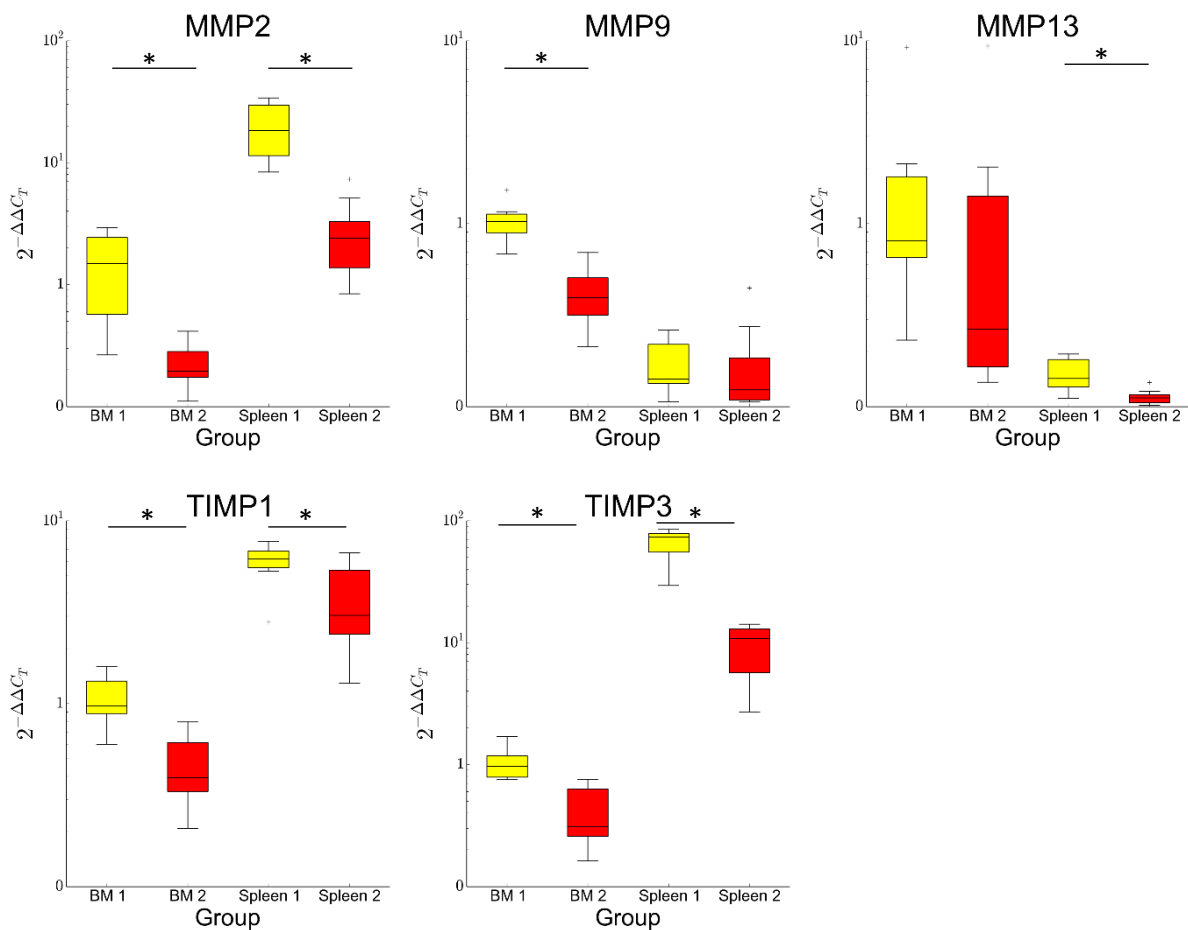 MMP2
10²
10¹
1
0
2^{-ΔΔC_T}
*
*
BM 1
BM 2
Spleen 1
Spleen 2
Group
MMP9
10¹
1
0
2^{-ΔΔC_T}
*
BM 1
BM 2
Spleen 1
Spleen 2
Group
MMP13
10¹
1
0
2^{-ΔΔC_T}
*
BM 1
BM 2
Spleen 1
Spleen 2
Group
TIMP1
10¹
1
0
2^{-ΔΔC_T}
*
*
BM 1
BM 2
Spleen 1
Spleen 2
Group
TIMP3
10²
10¹
1
0
2^{-ΔΔC_T}
*
*
BM 1
BM 2
Spleen 1
Spleen 2
Group